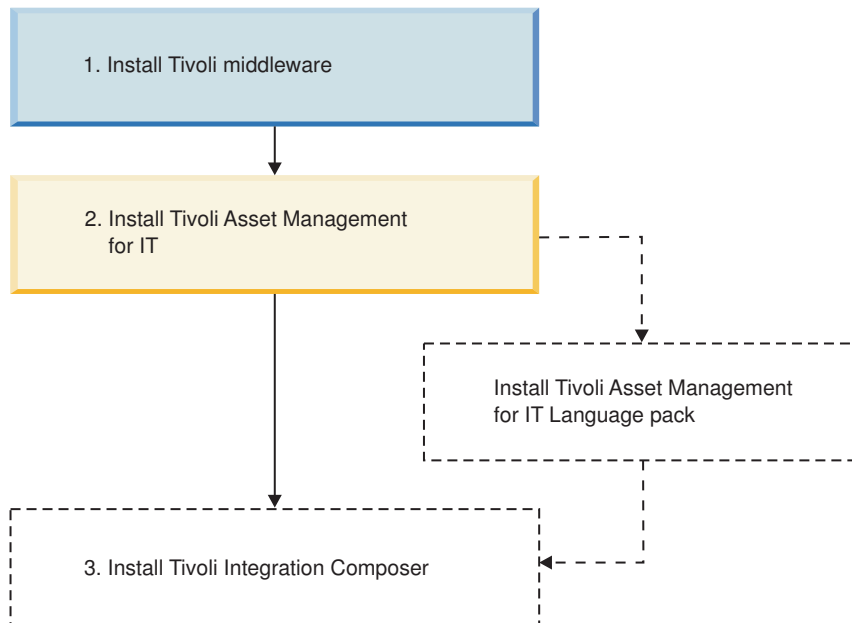 1. Install Tivoli middleware
2. Install Tivoli Asset Management
for IT
Install Tivoli Asset Management
for IT Language pack
3. Install Tivoli Integration Composer